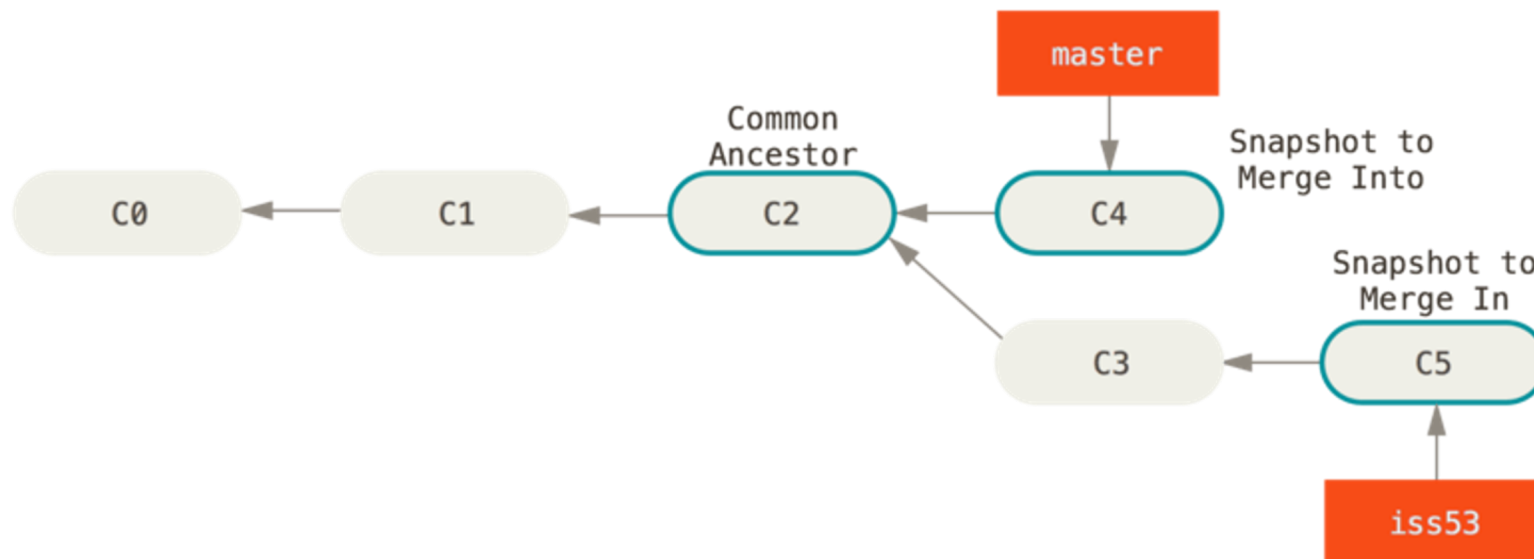 master
Common
Ancestor
Snapshot to
Merge Into
C0
C1
C2
C4
Snapshot to
Merge In
C3
C5
iss53